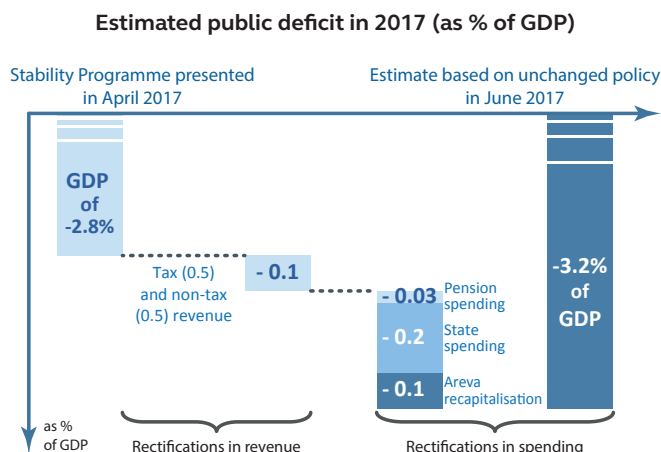 Estimated public deficit in 2017 (as % of GDP)
Stability Programme presented
in April 2017
Estimate based on unchanged policy
in June 2017
GDP
of
-2.8%
Tax (0.5)
and non-tax
(0.5) revenue
- 0.1
- 0.03
Pension
spending
- 0.2
State
spending
- 0.1
Areva
recapitalisation
-3.2%
of
GDP
as %
of GDP
Rectifications in revenue
Rectifications in spending